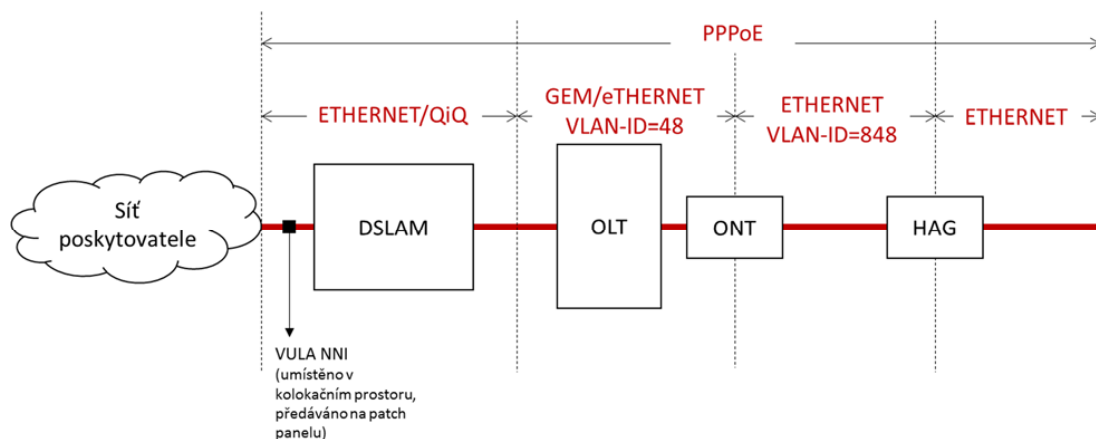 PPPoE
ETHERNET/QiQ
GEM/eTHERNET
VLAN-ID=48
ETHERNET
VLAN-ID=848
ETHERNET
Síť
poskytovatele
DSLAM
OLT
ONT
HAG
VULA NNI
(umístěno v
kolokačním prostoru,
předáváno na patch
panelu)